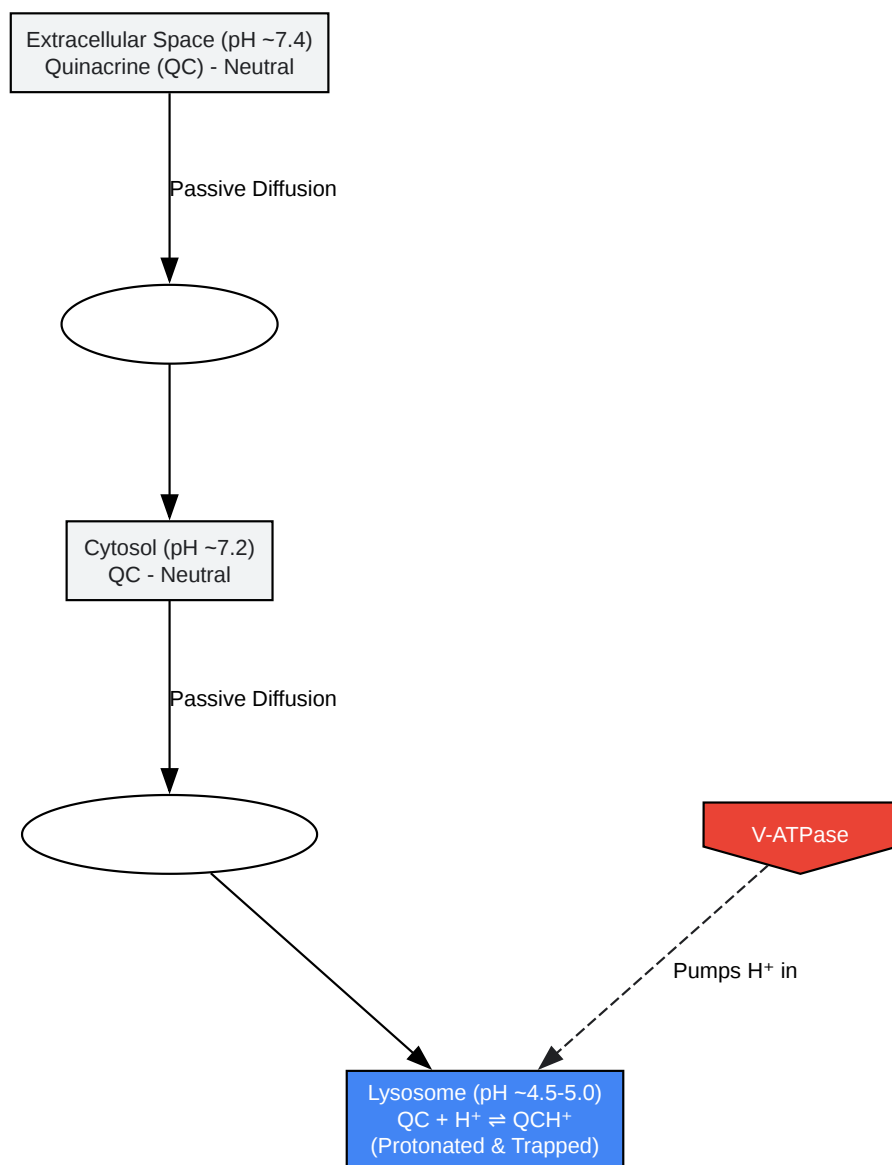 Extracellular Space (pH ~7.4)
Quinacrine (QC) - Neutral
Passive Diffusion
Cytosol (pH ~7.2)
QC - Neutral
Passive Diffusion
V-ATPase
Pumps H⁺ in
Lysosome (pH ~4.5-5.0)
QC + H⁺ ⇌ QCH⁺
(Protonated & Trapped)